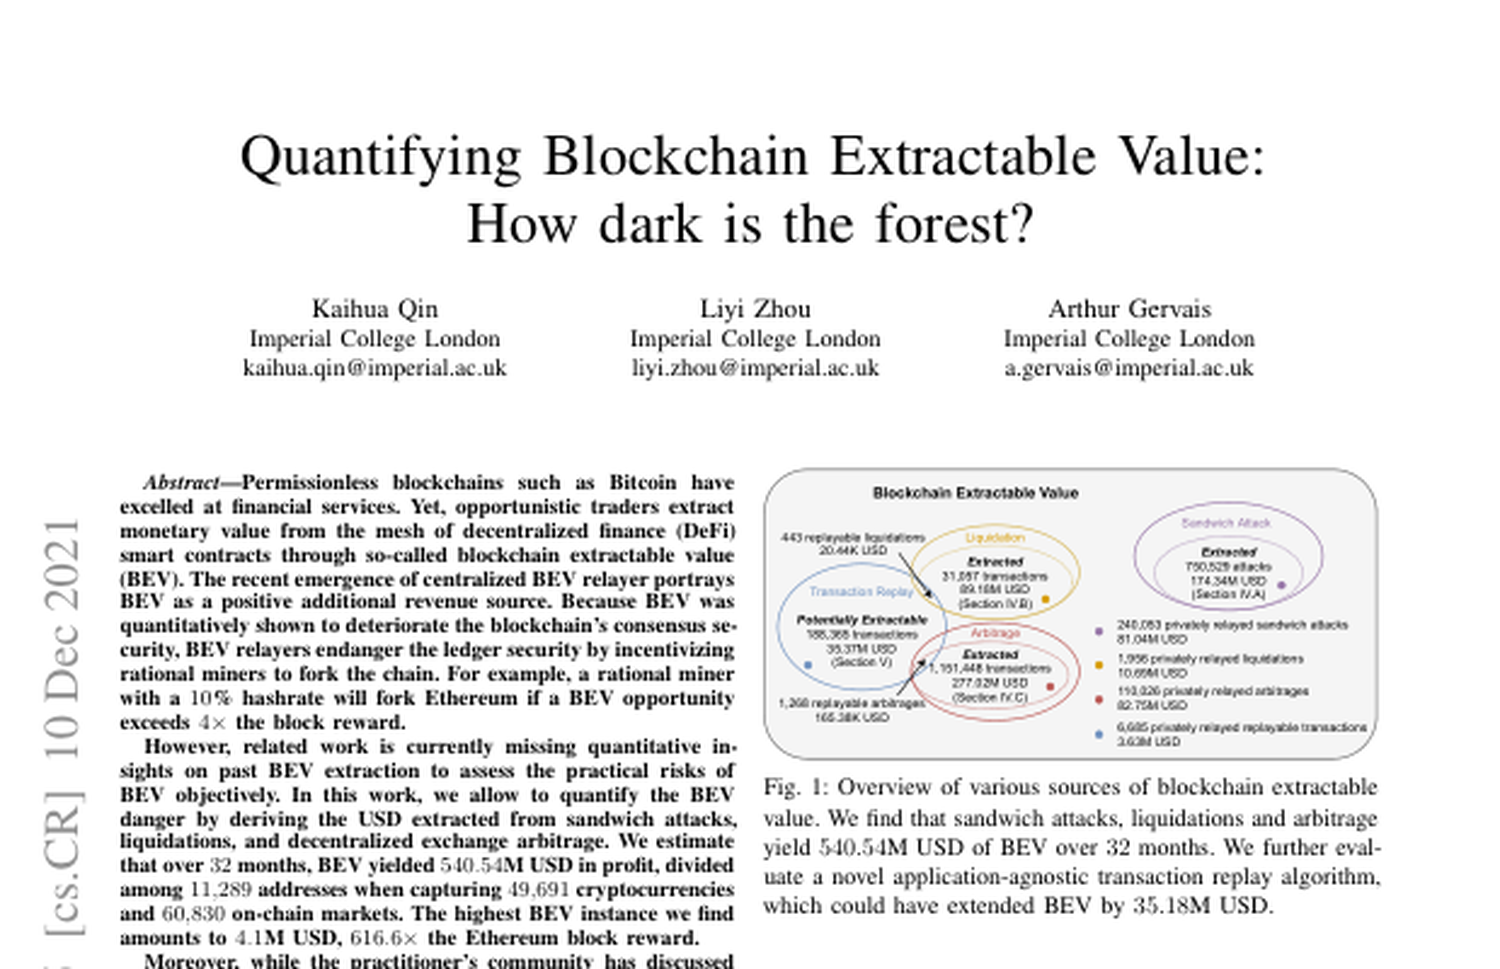 Quantifying Blockchain Extractable Value:
How dark is the forest?
Kaihua Qin
Imperial College London
kaihua.qin@imperial.ac.uk
Liyi Zhou
Imperial College London
liyi.zhou@imperial.ac.uk
Arthur Gervais
Imperial College London
a.gervais@imperial.ac.uk
[cs.CR] 10 Dec 2021
Abstract—Permissionless blockchains such as Bitcoin have
excelled at financial services. Yet, opportunistic traders extract
monetary value from the mesh of decentralized finance (DeFi)
smart contracts through so-called blockchain extractable value
(BEV). The recent emergence of centralized BEV relayer portrays
BEV as a positive additional revenue source. Because BEV was
quantitatively shown to deteriorate the blockchain's consensus se-
curity, BEV relayers endanger the ledger security by incentivizing
rational miners to fork the chain. For example, a rational miner
with a 10% hashrate will fork Ethereum if a BEV opportunity
exceeds 4× the block reward.
However, related work is currently missing quantitative in-
sights on past BEV extraction to assess the practical risks of
BEV objectively. In this work, we allow to quantify the BEV
danger by deriving the USD extracted from sandwich attacks,
liquidations, and decentralized exchange arbitrage. We estimate
that over 32 months, BEV yielded 540.54M USD in profit, divided
among 11,289 addresses when capturing 49,691 cryptocurrencies
and 60,830 on-chain markets. The highest BEV instance we find
amounts to 4.1M USD, 616.6× the Ethereum block reward.
Moreover, while the practitioner's community has discussed
Blockchain Extractable Value
443 replayable liquidations
20.44K USD
Liquidation
Extracted
31,057 transactions
89.18M USD
(Section IV.B)
Sandwich Attack
Extracted
750,529 attacks
174.34M USD
(Section IV.A)
Transaction Replay
Potentially Extractable
188,365 transactions
35.37M USD
(Section V)
Arbitrage
Extracted
1,151,448 transactions
277.02M USD
(Section IV.C)
1,268 replayable arbitrages
165.38K USD
240,053 privately relayed sandwich attacks
81.04M USD
1,956 privately relayed liquidations
10.69M USD
110,026 privately relayed arbitrages
82.75M USD
6,685 privately relayed replayable transactions
3.63M USD
Fig. 1: Overview of various sources of blockchain extractable
value. We find that sandwich attacks, liquidations and arbitrage
yield 540.54M USD of BEV over 32 months. We further eval-
uate a novel application-agnostic transaction replay algorithm,
which could have extended BEV by 35.18M USD.